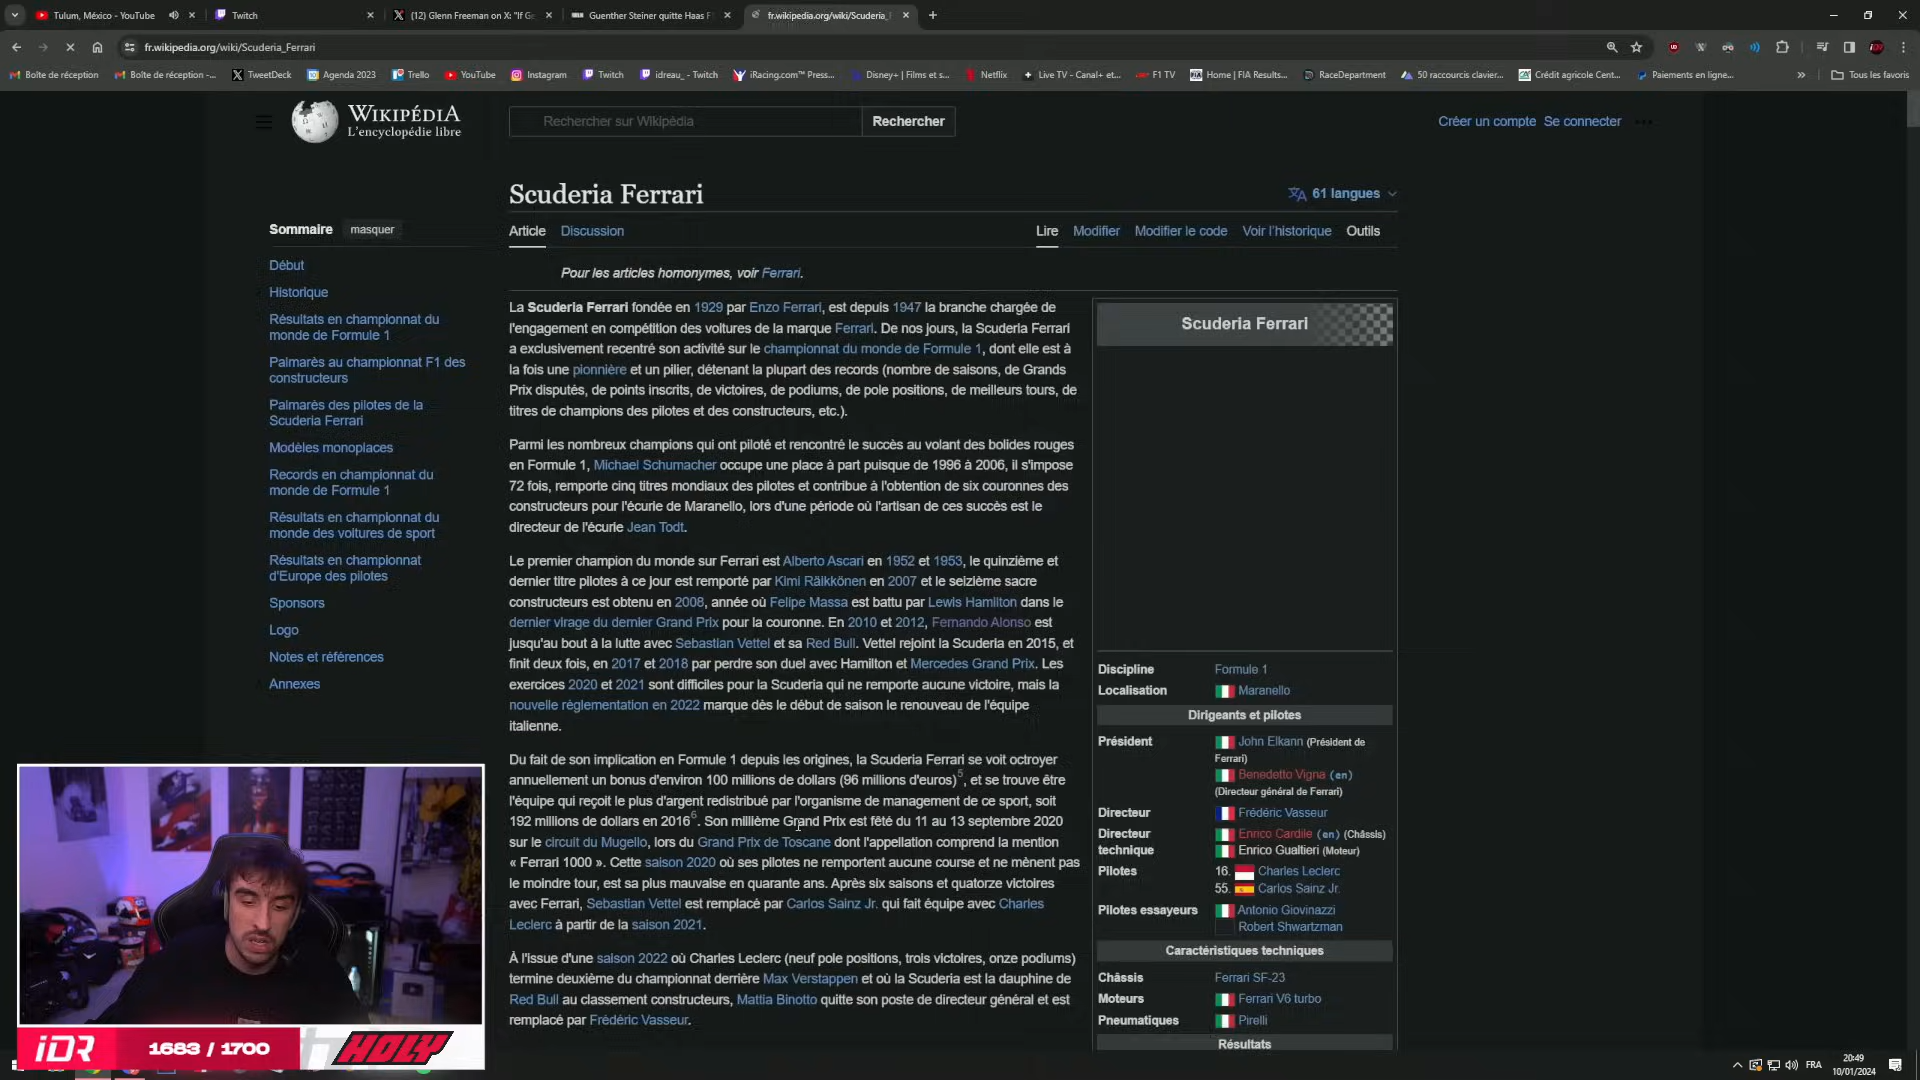 Tulum, México - YouTube
Twitch
(12) Glenn Freeman on X: "If Ge
Guenther Steiner quitte Haas F
fr.wikipedia.org/wiki/Scuderia_
fr.wikipedia.org/wiki/Scuderia_Ferrari
Boîte de réception
Boîte de réception -...
TweetDeck
Agenda 2023
Trello
YouTube
Instagram
Twitch
idreau_ - Twitch
iRacing.com™ Press...
Disney+ | Films et s...
Netflix
Live TV - Canal+ et...
F1 TV
Home | FIA Results...
RaceDepartment
50 raccourcis clavier...
Crédit agricole Cent...
Paiements en ligne...
Tous les favoris
WIKIPÉDIA
L'encyclopédie libre
Rechercher sur Wikipédia
Rechercher
Créer un compte
Se connecter
Scuderia Ferrari
61 langues
Article
Discussion
Lire
Modifier
Modifier le code
Voir l'historique
Outils
Sommaire
masquer
Début
Historique
Résultats en championnat du
monde de Formule 1
Palmarès au championnat F1 des
constructeurs
Palmarès des pilotes de la
Scuderia Ferrari
Modèles monoplaces
Records en championnat du
monde de Formule 1
Résultats en championnat du
monde des voitures de sport
Résultats en championnat
d'Europe des pilotes
Sponsors
Logo
Notes et références
Annexes
Pour les articles homonymes, voir Ferrari.
La Scuderia Ferrari fondée en 1929 par Enzo Ferrari, est depuis 1947 la branche chargée de
l'engagement en compétition des voitures de la marque Ferrari. De nos jours, la Scuderia Ferrari
a exclusivement recentré son activité sur le championnat du monde de Formule 1, dont elle est à
la fois une pionnière et un pilier, détenant la plupart des records (nombre de saisons, de Grands
Prix disputés, de points inscrits, de victoires, de podiums, de pole positions, de meilleurs tours, de
titres de champions des pilotes et des constructeurs, etc.).
Parmi les nombreux champions qui ont piloté et rencontré le succès au volant des bolides rouges
en Formule 1, Michael Schumacher occupe une place à part puisque de 1996 à 2006, il s'impose
72 fois, remporte cinq titres mondiaux des pilotes et contribue à l'obtention de six couronnes des
constructeurs pour l'écurie de Maranello, lors d'une période où l'artisan de ces succès est le
directeur de l'écurie Jean Todt.
Le premier champion du monde sur Ferrari est Alberto Ascari en 1952 et 1953, le quinzième et
dernier titre pilotes à ce jour est remporté par Kimi Räikkönen en 2007 et le seizième sacre
constructeurs est obtenu en 2008, année où Felipe Massa est battu par Lewis Hamilton dans le
dernier virage du dernier Grand Prix pour la couronne. En 2010 et 2012, Fernando Alonso est
jusqu'au bout à la lutte avec Sebastian Vettel et sa Red Bull. Vettel rejoint la Scuderia en 2015, et
finit deux fois, en 2017 et 2018 par perdre son duel avec Hamilton et Mercedes Grand Prix. Les
exercices 2020 et 2021 sont difficiles pour la Scuderia qui ne remporte aucune victoire, mais la
nouvelle règlementation en 2022 marque dès le début de saison le renouveau de l'équipe
italienne.
Du fait de son implication en Formule 1 depuis les origines, la Scuderia Ferrari se voit octroyer
annuellement un bonus d'environ 100 millions de dollars (96 millions d'euros)5, et se trouve être
l'équipe qui reçoit le plus d'argent redistribué par l'organisme de management de ce sport, soit
192 millions de dollars en 20166. Son millième Grand Prix est fêté du 11 au 13 septembre 2020
sur le circuit du Mugello, lors du Grand Prix de Toscane dont l'appellation comprend la mention
« Ferrari 1000 ». Cette saison 2020 où ses pilotes ne remportent aucune course et ne mènent pas
le moindre tour, est sa plus mauvaise en quarante ans. Après six saisons et quatorze victoires
avec Ferrari, Sebastian Vettel est remplacé par Carlos Sainz Jr. qui fait équipe avec Charles
Leclerc à partir de la saison 2021.
À l'issue d'une saison 2022 où Charles Leclerc (neuf pole positions, trois victoires, onze podiums)
termine deuxième du championnat derrière Max Verstappen et où la Scuderia est la dauphine de
Red Bull au classement constructeurs, Mattia Binotto quitte son poste de directeur général et est
remplacé par Frédéric Vasseur.
Scuderia Ferrari
Discipline Formule 1
Localisation Maranello
Dirigeants et pilotes
Président John Elkann (Président de
Ferrari)
Benedetto Vigna (en)
(Directeur général de Ferrari)
Directeur Frédéric Vasseur
Directeur Enrico Cardile (en) (Châssis)
technique Enrico Gualtieri (Moteur)
Pilotes 16. Charles Leclerc
55. Carlos Sainz Jr.
Pilotes essayeurs Antonio Giovinazzi
Robert Shwartzman
Caractéristiques techniques
Châssis Ferrari SF-23
Moteurs Ferrari V6 turbo
Pneumatiques Pirelli
Résultats
iDR
1683 / 1700
HOLY
FRA
20:49
10/01/2024